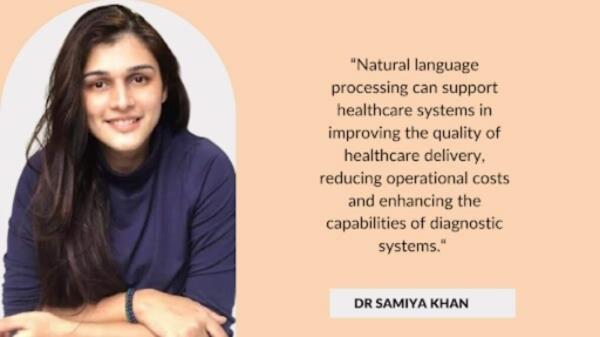 “Natural language
processing can support
healthcare systems in
improving the quality of
healthcare delivery,
reducing operational costs
and enhancing the
capabilities of diagnostic
systems.“
DR SAMIYA KHAN